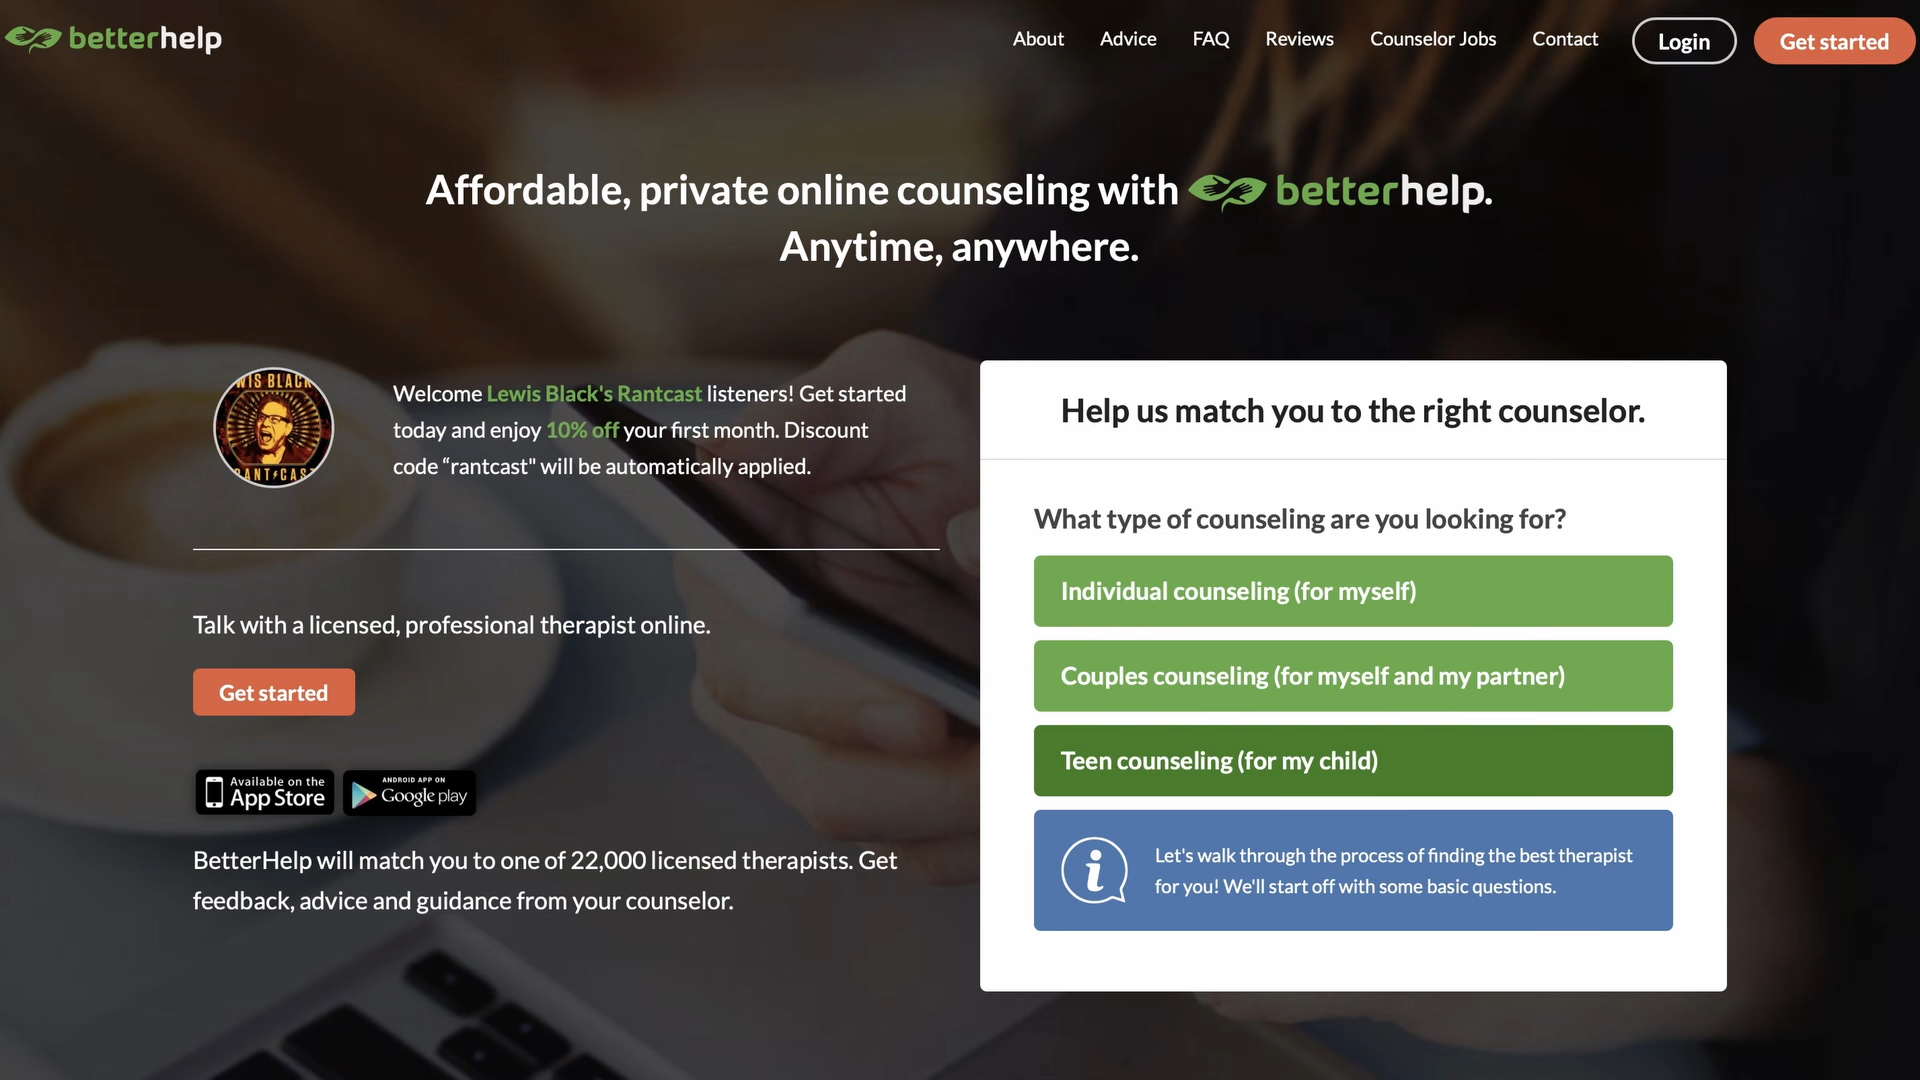 betterhelp
About
Advice
FAQ
Reviews
Counselor Jobs
Contact
Login
Get started
Affordable, private online counseling with betterhelp.
Anytime, anywhere.
WIS BLACK
RANT CAST
Welcome Lewis Black's Rantcast listeners! Get started
today and enjoy 10% off your first month. Discount
code “rantcast" will be automatically applied.
Talk with a licensed, professional therapist online.
Get started
Available on the
App Store
ANDROID APP ON
Google play
BetterHelp will match you to one of 22,000 licensed therapists. Get
feedback, advice and guidance from your counselor.
Help us match you to the right counselor.
What type of counseling are you looking for?
Individual counseling (for myself)
Couples counseling (for myself and my partner)
Teen counseling (for my child)
Let's walk through the process of finding the best therapist
for you! We'll start off with some basic questions.